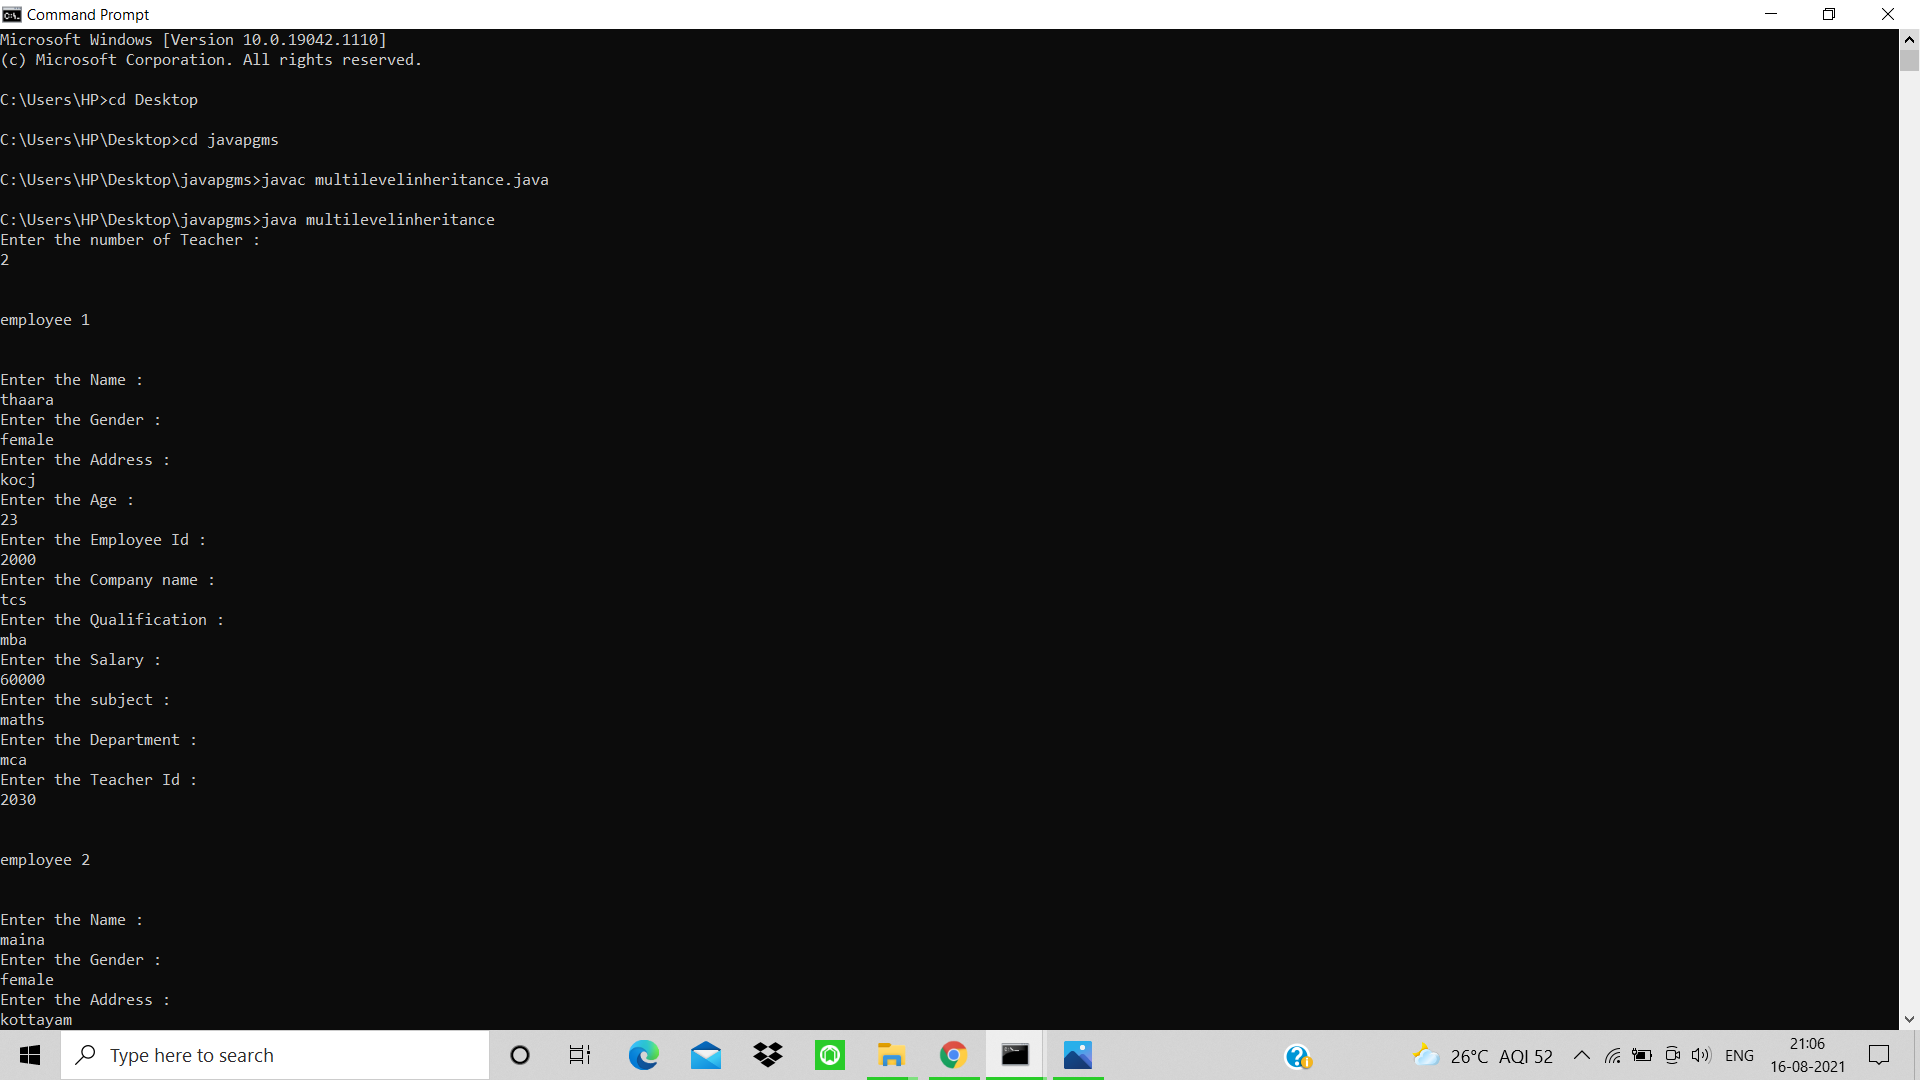 Command Prompt
Microsoft Windows [Version 10.0.19042.1110]
(c) Microsoft Corporation. All rights reserved.
C:\Users\HP>cd Desktop
C:\Users\HP\Desktop>cd javapgms
C:\Users\HP\Desktop\javapgms>javac multilevelinheritance.java
C:\Users\HP\Desktop\javapgms>java multilevelinheritance
Enter the number of Teacher :
2
employee 1
Enter the Name :
thaara
Enter the Gender :
female
Enter the Address :
kocj
Enter the Age :
23
Enter the Employee Id :
2000
Enter the Company name :
tcs
Enter the Qualification :
mba
Enter the Salary :
60000
Enter the subject :
maths
Enter the Department :
mca
Enter the Teacher Id :
2030
employee 2
Enter the Name :
maina
Enter the Gender :
female
Enter the Address :
kottayam
Type here to search
26°C AQI 52
ENG
21:06
16-08-2021